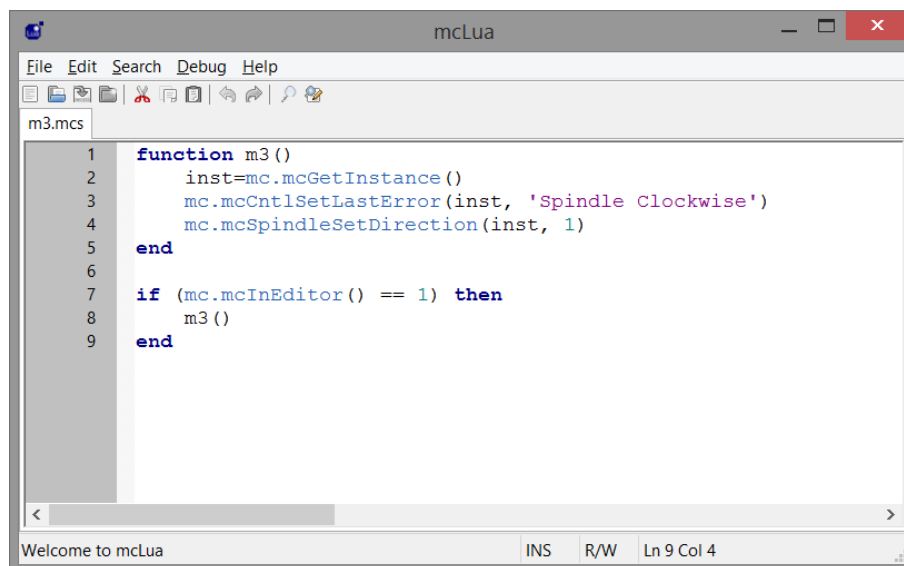 mcLua
File Edit Search Debug Help
m3.mcs
1 function m3()
2     inst=mc.mcGetInstance()
3     mc.mcCntlSetLastError(inst, 'Spindle Clockwise')
4     mc.mcSpindleSetDirection(inst, 1)
5 end
6
7 if (mc.mcInEditor() == 1) then
8     m3()
9 end
Welcome to mcLua INS R/W Ln 9 Col 4